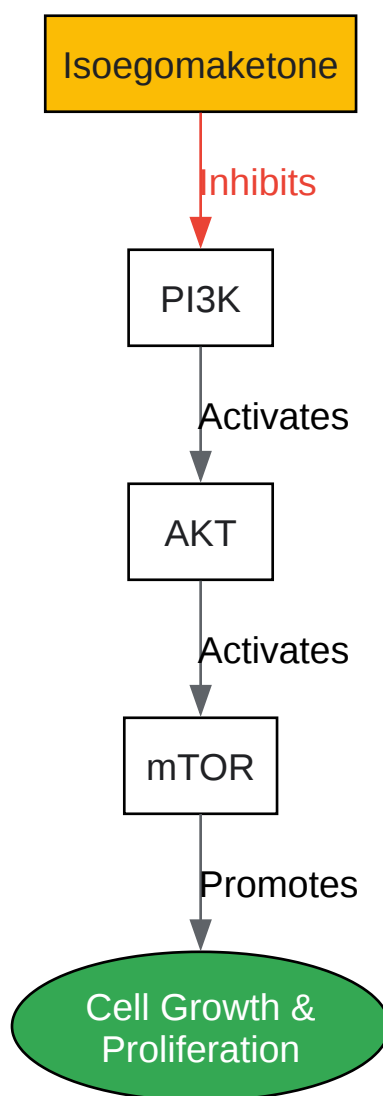 Isoegomaketone
Inhibits
PI3K
Activates
AKT
Activates
mTOR
Promotes
Cell Growth &
Proliferation